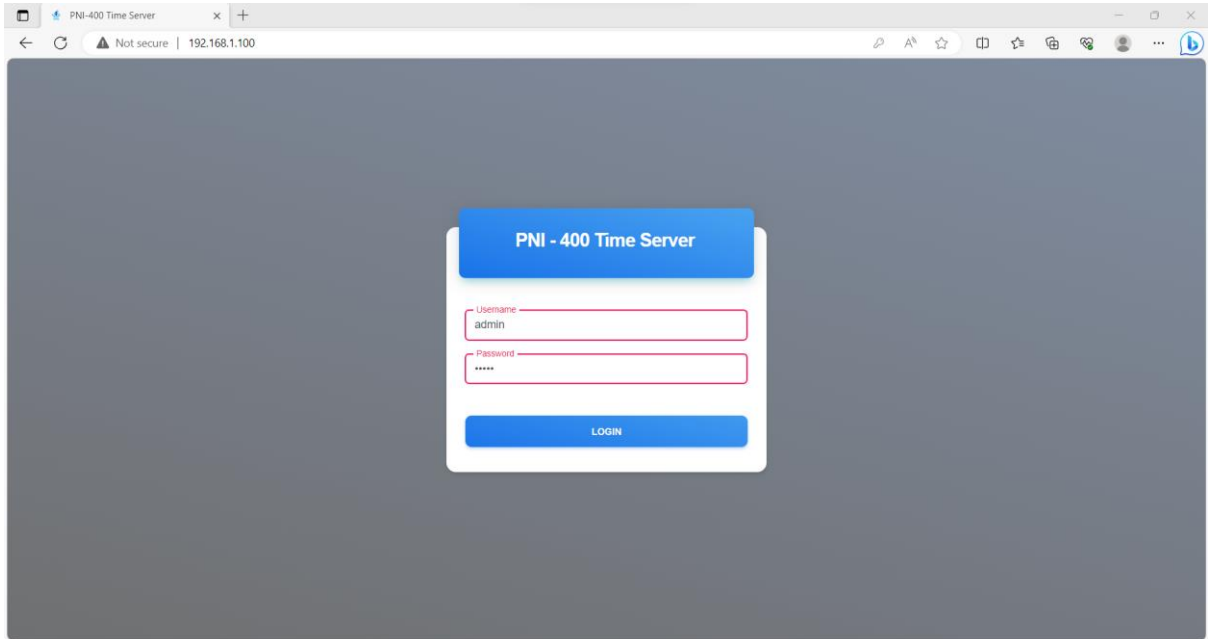 PNI-400 Time Server
Not secure | 192.168.1.100
PNI - 400 Time Server
Username
admin
Password
•••••
LOGIN